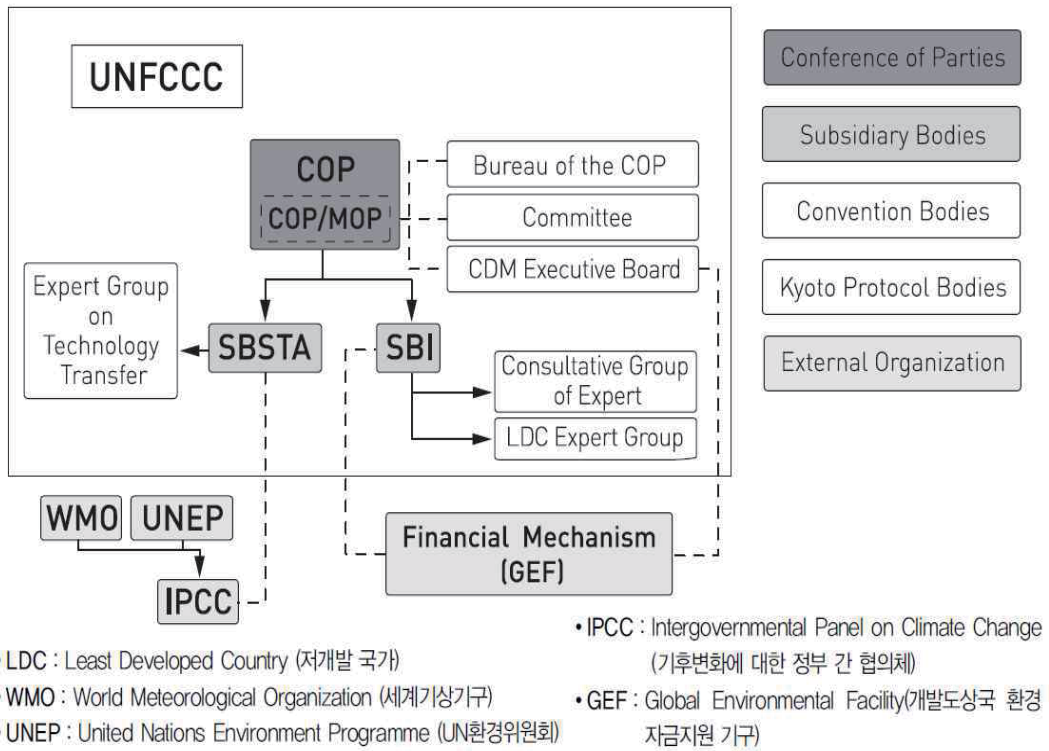 UNFCCC
COP
COP/MOP
Bureau of the COP
Committee
CDM Executive Board
Expert Group
on
Technology
Transfer
SBSTA
SBI
Consultative Group
of Expert
LDC Expert Group
WMO
UNEP
IPCC
Financial Mechanism
(GEF)
Conference of Parties
Subsidiary Bodies
Convention Bodies
Kyoto Protocol Bodies
External Organization
• LDC : Least Developed Country (저개발 국가)
• WMO : World Meteorological Organization (세계기상기구)
• UNEP : United Nations Environment Programme (UN환경위원회)
• IPCC : Intergovernmental Panel on Climate Change
(기후변화에 대한 정부 간 협의체)
• GEF : Global Environmental Facility(개발도상국 환경
자금지원 기구)